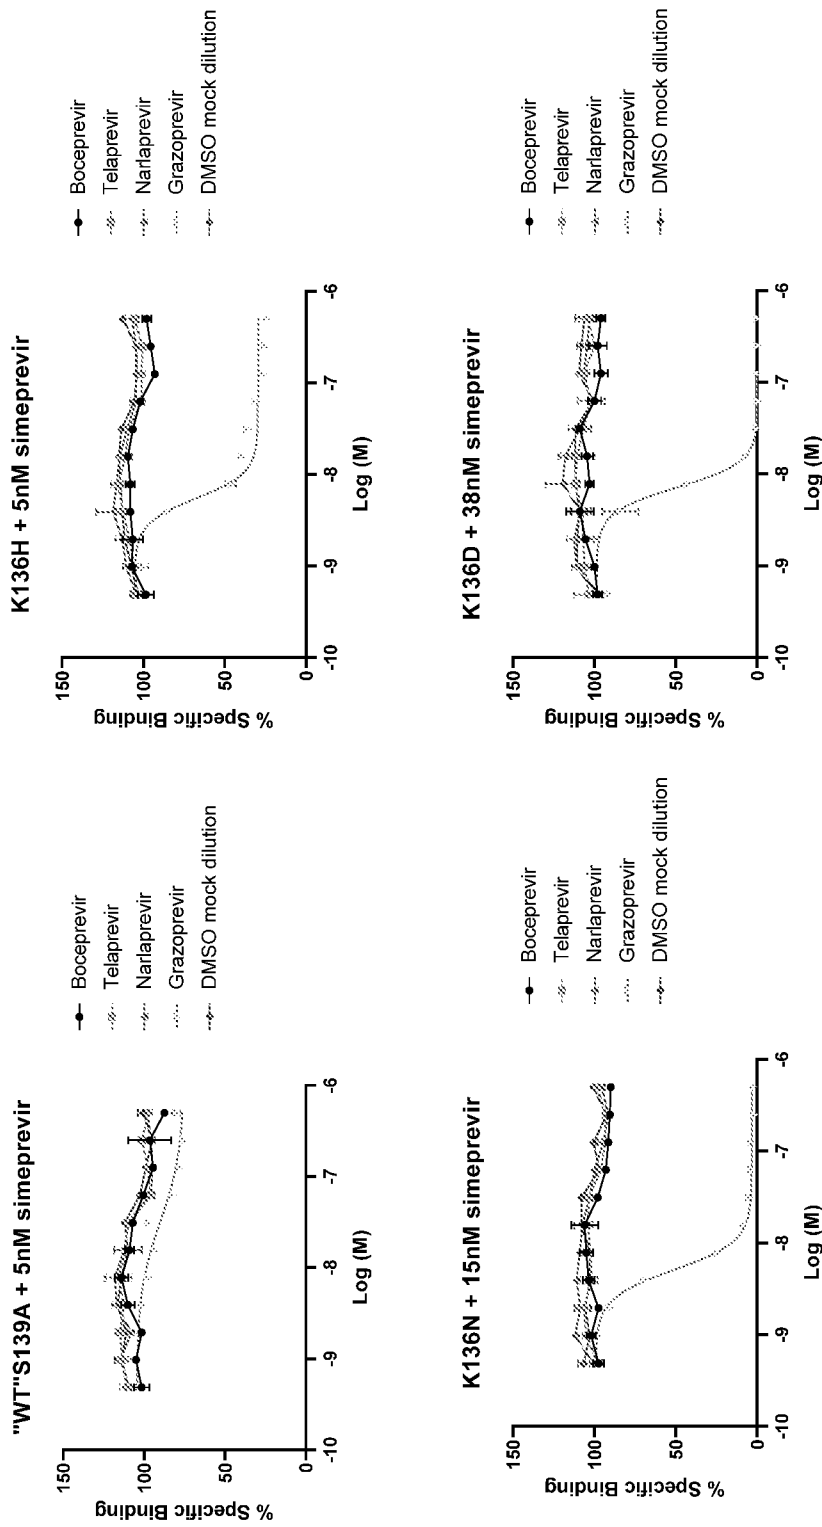 "WT"S139A + 5nM simeprevir
% Specific Binding
150
100
50
0
-10
-9
-8
-7
-6
Log (M)
Boceprevir
Telaprevir
Narlaprevir
Grazoprevir
DMSO mock dilution
K136H + 5nM simeprevir
% Specific Binding
150
100
50
0
-10
-9
-8
-7
-6
Log (M)
Boceprevir
Telaprevir
Narlaprevir
Grazoprevir
DMSO mock dilution
K136N + 15nM simeprevir
% Specific Binding
150
100
50
0
-10
-9
-8
-7
-6
Log (M)
Boceprevir
Telaprevir
Narlaprevir
Grazoprevir
DMSO mock dilution
K136D + 38nM simeprevir
% Specific Binding
150
100
50
0
-10
-9
-8
-7
-6
Log (M)
Boceprevir
Telaprevir
Narlaprevir
Grazoprevir
DMSO mock dilution